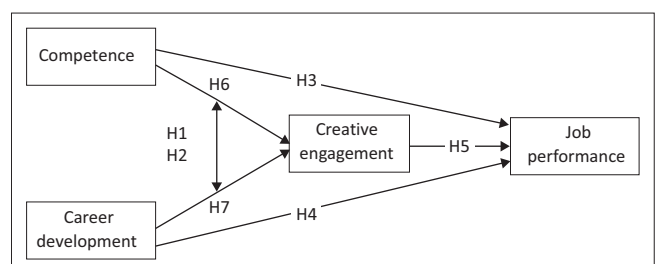 Competence
H6
H3
H1
H2
Creative
engagement
H5
Job
performance
H7
H4
Career
development